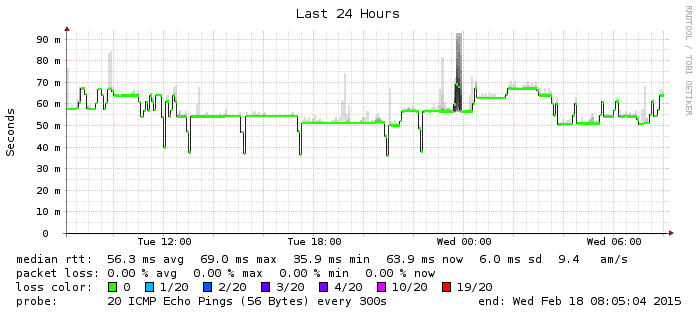 Last 24 Hours
RRDTOOL / TOBI OETIKER
Seconds
90 m
80 m
70 m
60 m
50 m
40 m
30 m
20 m
10 m
0
Tue 12:00 Tue 18:00 Wed 00:00 Wed 06:00
median rtt: 56.3 ms avg 69.0 ms max 35.9 ms min 63.9 ms now 6.0 ms sd 9.4 am/s
packet loss: 0.00 % avg 0.00 % max 0.00 % min 0.00 % now
loss color: 0 1/20 2/20 3/20 4/20 10/20 19/20
probe: 20 ICMP Echo Pings (56 Bytes) every 300s end: Wed Feb 18 08:05:04 2015